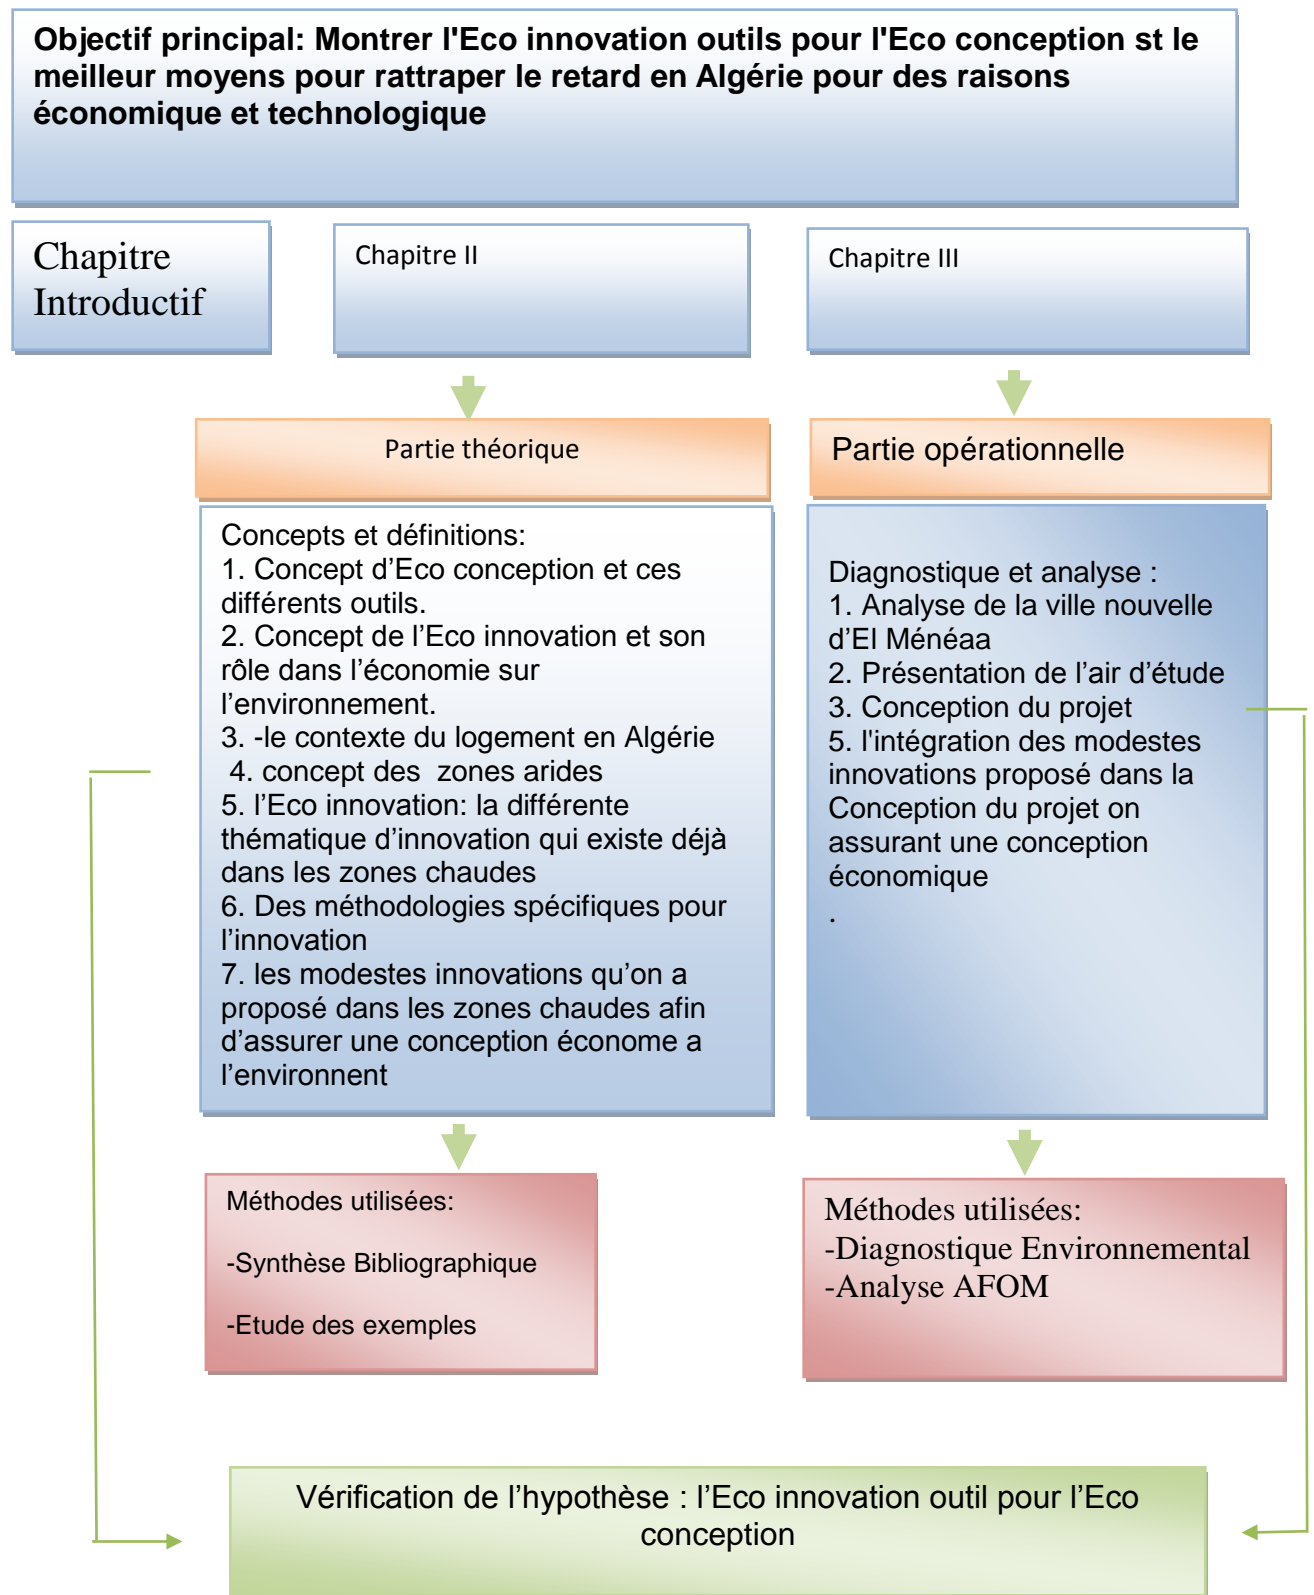 Objectif principal: Montrer l'Eco innovation outils pour l'Eco conception st le
meilleur moyens pour rattraper le retard en Algérie pour des raisons
économique et technologique
Chapitre
Introductif
Chapitre II
Chapitre III
Partie théorique
Concepts et définitions:
1. Concept d’Eco conception et ces
différents outils.
2. Concept de l’Eco innovation et son
rôle dans l’économie sur
l’environnement.
3. -le contexte du logement en Algérie
4. concept des  zones arides
5. l’Eco innovation: la différente
thématique d’innovation qui existe déjà
dans les zones chaudes
6. Des méthodologies spécifiques pour
l’innovation
7. les modestes innovations qu’on a
proposé dans les zones chaudes afin
d’assurer une conception économe a
l’environnent
Méthodes utilisées:
-Synthèse Bibliographique
-Etude des exemples
Partie opérationnelle
Diagnostique et analyse :
1. Analyse de la ville nouvelle
d’El Ménéaa
2. Présentation de l’air d’étude
3. Conception du projet
5. l'intégration des modestes
innovations proposé dans la
Conception du projet on
assurant une conception
économique
.
Méthodes utilisées:
-Diagnostique Environnemental
-Analyse AFOM
Vérification de l’hypothèse : l’Eco innovation outil pour l’Eco
conception